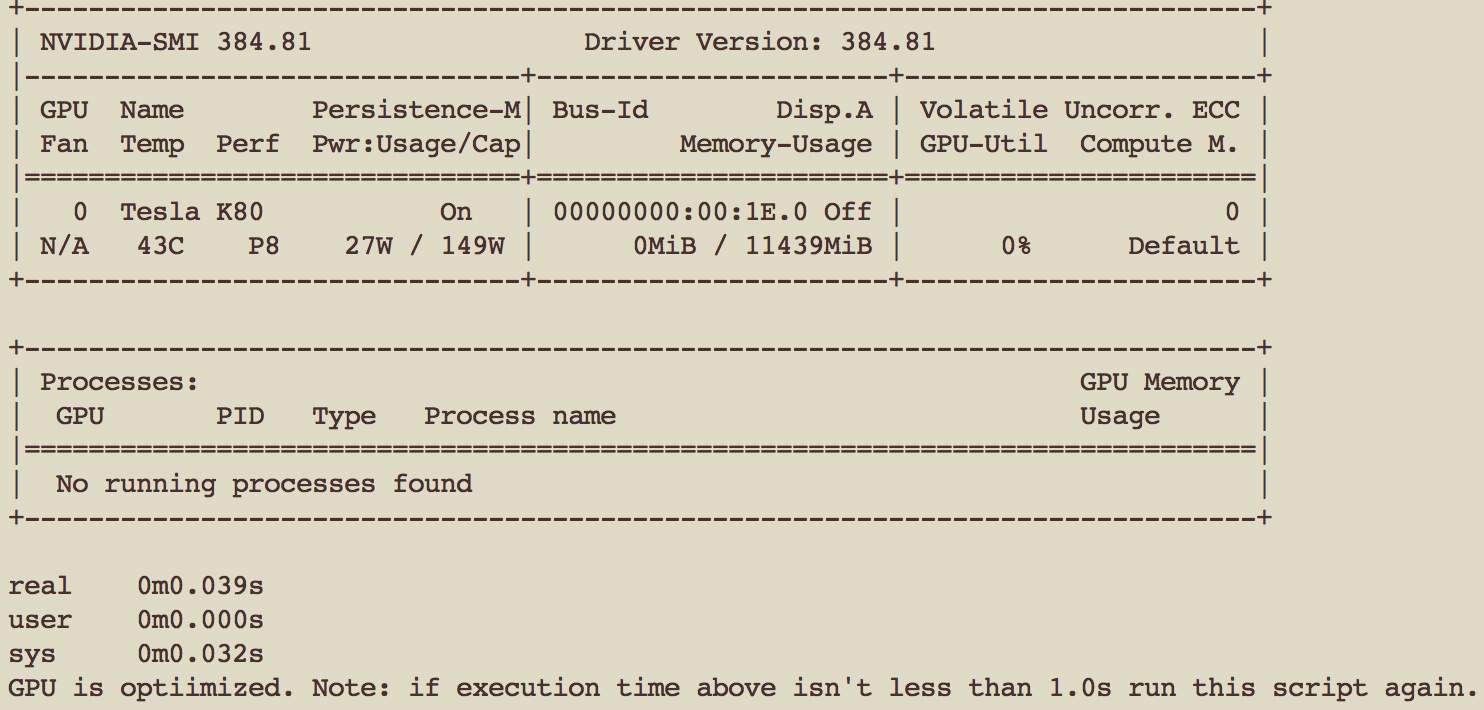 +-----------------------------------------------------------------------------+
| NVIDIA-SMI 384.81                 Driver Version: 384.81                    |
|-------------------------------+----------------------+----------------------+
| GPU  Name        Persistence-M| Bus-Id        Disp.A | Volatile Uncorr. ECC |
| Fan  Temp  Perf  Pwr:Usage/Cap|         Memory-Usage | GPU-Util  Compute M. |
|===============================+======================+======================|
|   0  Tesla K80           On   | 00000000:00:1E.0 Off |                    0 |
| N/A   43C    P8    27W / 149W |      0MiB / 11439MiB |      0%      Default |
+-------------------------------+----------------------+----------------------+

+-----------------------------------------------------------------------------+
| Processes:                                                       GPU Memory |
|  GPU       PID   Type   Process name                             Usage      |
|=============================================================================|
|  No running processes found                                                 |
+-----------------------------------------------------------------------------+

real    0m0.039s
user    0m0.000s
sys     0m0.032s
GPU is optiimized. Note: if execution time above isn't less than 1.0s run this script again.